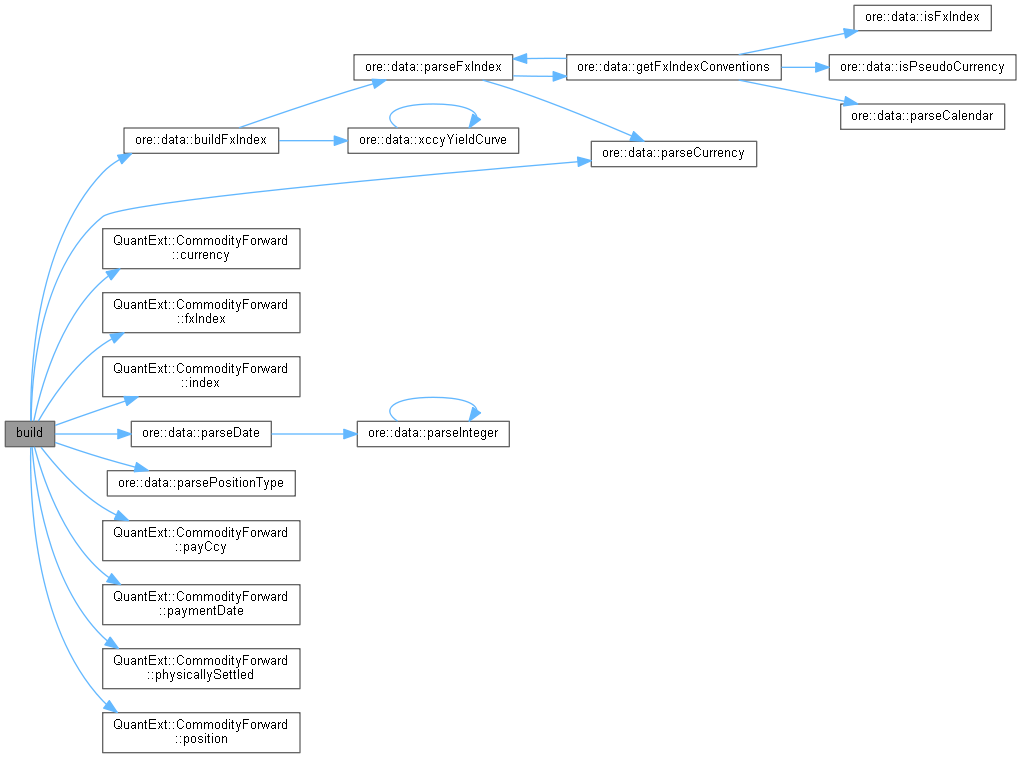 ore::data::isFxIndex
ore::data::parseFxIndex
ore::data::getFxIndexConventions
ore::data::isPseudoCurrency
ore::data::parseCalendar
ore::data::buildFxIndex
ore::data::xccyYieldCurve
ore::data::parseCurrency
QuantExt::CommodityForward
::currency
QuantExt::CommodityForward
::fxIndex
QuantExt::CommodityForward
::index
build
ore::data::parseDate
ore::data::parseInteger
ore::data::parsePositionType
QuantExt::CommodityForward
::payCcy
QuantExt::CommodityForward
::paymentDate
QuantExt::CommodityForward
::physicallySettled
QuantExt::CommodityForward
::position